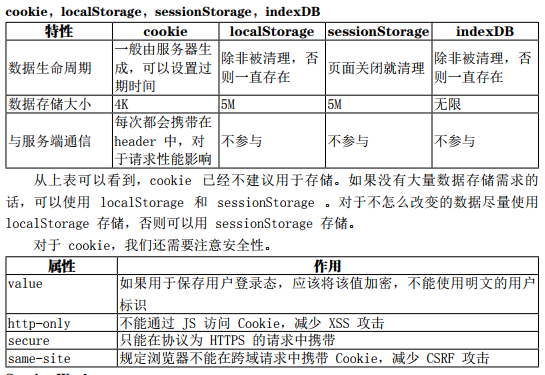 cookie，localStorage，sessionStorage，indexDB
特性 cookie localStorage sessionStorage indexDB
数据生命周期 一般由服务器生成，可以设置过期时间 除非被清理，否则一直存在 页面关闭就清理 除非被清理，否则一直存在
数据存储大小 4K 5M 5M 无限
与服务端通信 每次都会携带在 header 中，对于请求性能影响 不参与 不参与 不参与
从上表可以看到，cookie 已经不建议用于存储。如果没有大量数据存储需求的
话，可以使用 localStorage 和 sessionStorage 。对于不怎么改变的数据尽量使用
localStorage 存储，否则可以用 sessionStorage 存储。
对于 cookie，我们还需要注意安全性。
属性 作用
value 如果用于保存用户登录态，应该将该值加密，不能使用明文的用户标识
http-only 不能通过 JS 访问 Cookie，减少 XSS 攻击
secure 只能在协议为 HTTPS 的请求中携带
same-site 规定浏览器不能在跨域请求中携带 Cookie，减少 CSRF 攻击